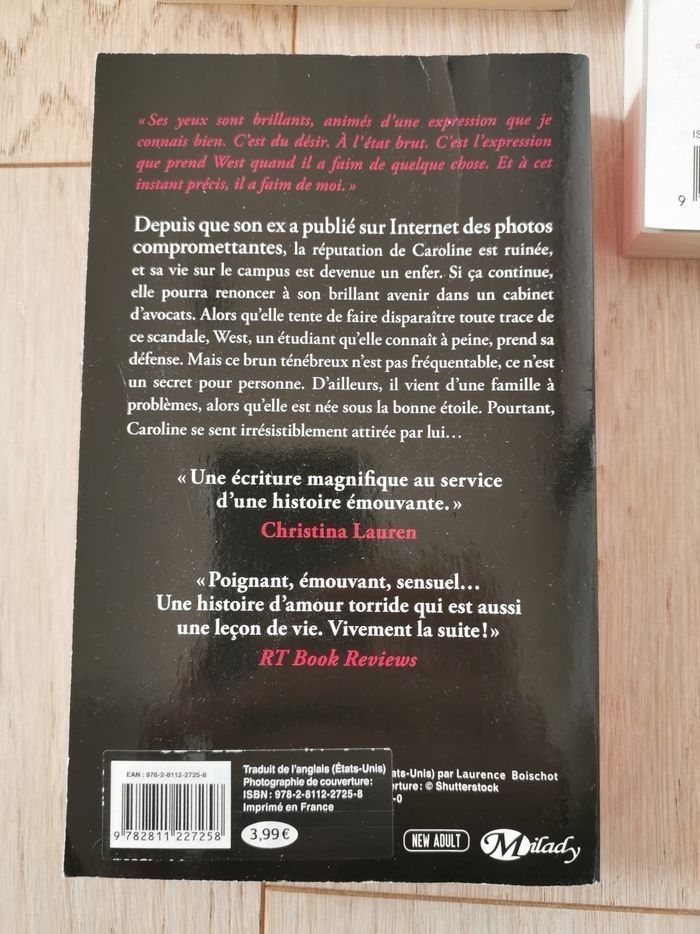 « Ses yeux sont brillants, animés d'une expression que je
connais bien. C'est du désir. À l'état brut. C'est l'expression
que prend West quand il a faim de quelque chose. Et à cet
instant précis, il a faim de moi. »
Depuis que son ex a publié sur Internet des photos
compromettantes, la réputation de Caroline est ruinée,
et sa vie sur le campus est devenue un enfer. Si ça continue,
elle pourra renoncer à son brillant avenir dans un cabinet
d'avocats. Alors qu'elle tente de faire disparaître toute trace de
ce scandale, West, un étudiant qu'elle connaît à peine, prend sa
défense. Mais ce brun ténébreux n'est pas fréquentable, ce n'est
un secret pour personne. D'ailleurs, il vient d'une famille à
problèmes, alors qu'elle est née sous la bonne étoile. Pourtant,
Caroline se sent irrésistiblement attirée par lui…
« Une écriture magnifique au service
d'une histoire émouvante. »
Christina Lauren
« Poignant, émouvant, sensuel…
Une histoire d'amour torride qui est aussi
une leçon de vie. Vivement la suite ! »
RT Book Reviews
EAN : 978-2-8112-2725-6
9 782811 227258
Traduit de l'anglais (États-Unis)
Photographie de couverture :
ISBN : 978-2-8112-2725-8
Imprimé en France
3,99 €
ats-Unis) par Laurence Boischot
erture : © Shutterstock
-0
NEW ADULT
Milady
IS
9